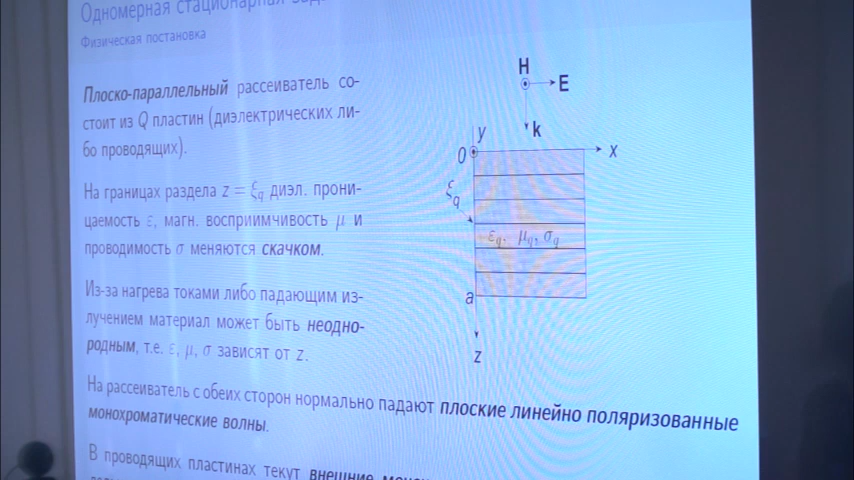 Одномерная стационарная
Физическая постановка
Плоско-параллельный рассеиватель со-
стоит из Q пластин (диэлектрических ли-
бо проводящих).
На границах раздела z = ξq диэл. прони-
цаемость ε, магн. восприимчивость μ и
проводимость σ меняются скачком.
Из-за нагрева токами либо падающим из-
лучением материал может быть неодно-
родным, т.е. ε, μ, σ зависят от z.
H
E
k
y
0
x
ξq
εq, μq, σq
a
z
На рассеиватель с обеих сторон нормально падают плоские линейно поляризованные
монохроматические волны.
В проводящих пластинах текут внешние